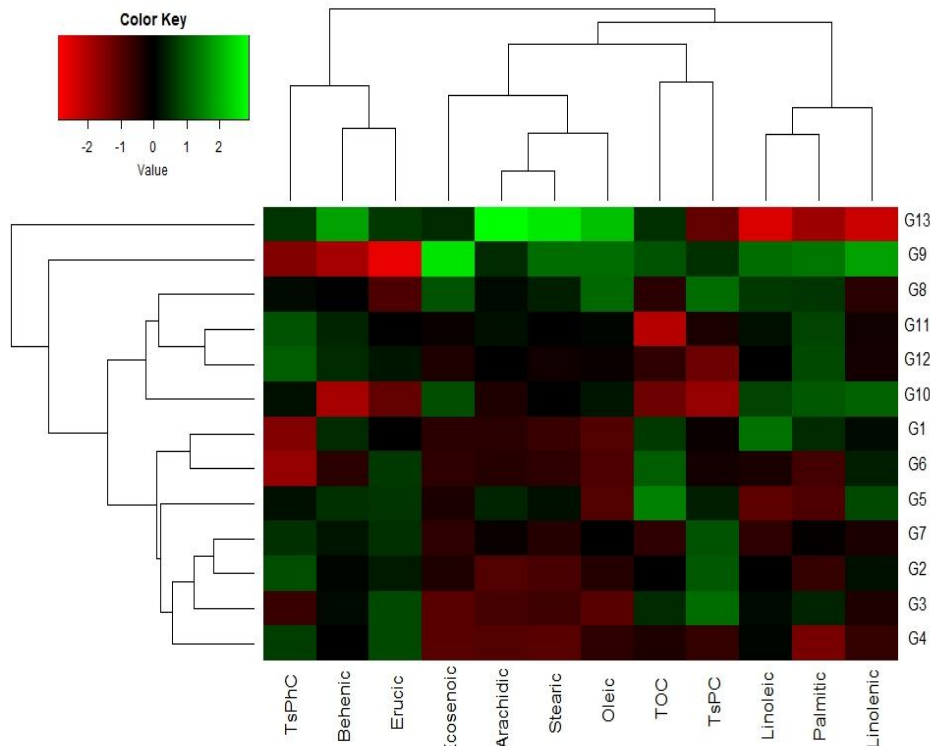 Color Key
-2 -1 0 1 2
Value
G13
G9
G8
G11
G12
G10
G1
G6
G5
G7
G2
G3
G4
TsPhC
Behenic
Erucic
Ecosenoic
Arachidic
Stearic
Oleic
TOC
TsPC
Linoleic
Palmitic
Linolenic